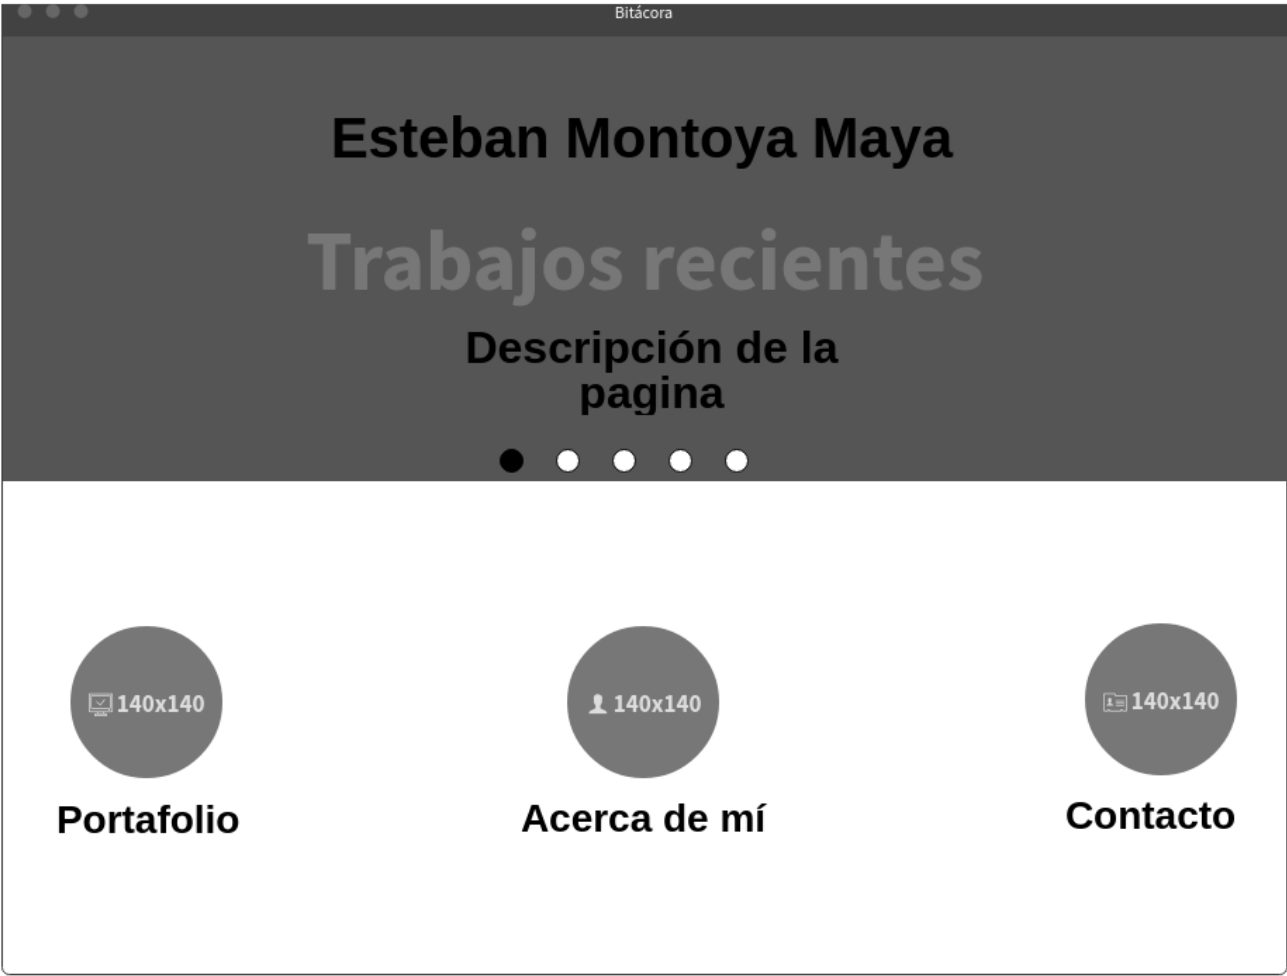 Bitácora
Esteban Montoya Maya
Trabajos recientes
Descripción de la
pagina
140x140
140x140
140x140
Portafolio
Acerca de mí
Contacto